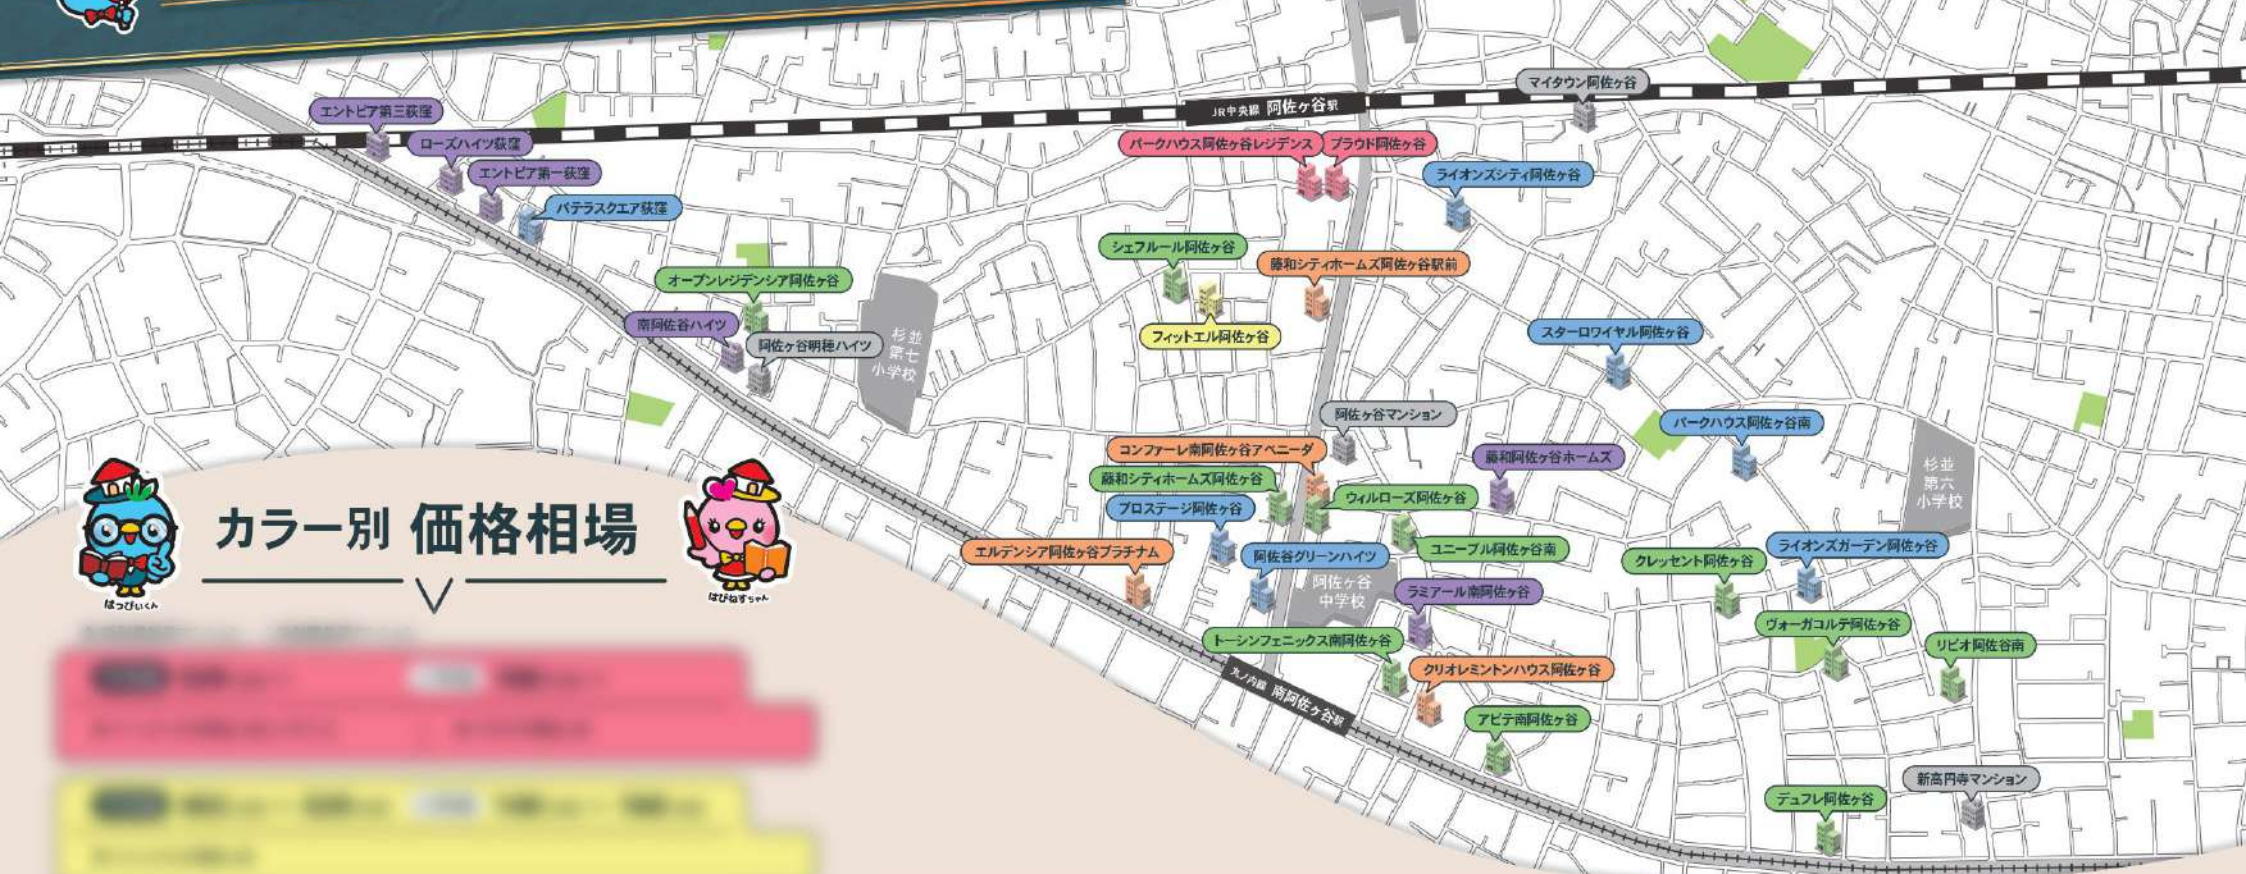 JR中央線 阿佐ヶ谷駅
マイタウン阿佐ヶ谷
エントピア第三荻窪
ローズハイツ荻窪
エントピア第一荻窪
パテラスクエア荻窪
パークハウス阿佐ヶ谷レジデンス
プラウド阿佐ヶ谷
ライオンズシティ阿佐ヶ谷
シェフルール阿佐ヶ谷
藤和シティホームズ阿佐ヶ谷駅前
オープンレジデンシア阿佐ヶ谷
南阿佐谷ハイツ
阿佐ヶ谷明穂ハイツ
杉並
第七
小学校
フィットエル阿佐ヶ谷
スターロワイヤル阿佐ヶ谷
阿佐ヶ谷マンション
パークハウス阿佐ヶ谷南
コンファーレ南阿佐ヶ谷アベニーダ
藤和阿佐ヶ谷ホームズ
杉並
第六
小学校
藤和シティホームズ阿佐ヶ谷
ウィルローズ阿佐ヶ谷
プロステージ阿佐ヶ谷
エルデンシア阿佐ヶ谷プラチナム
阿佐谷グリーンハイツ
ユニーブル阿佐ヶ谷南
クレッセント阿佐ヶ谷
ライオンズガーデン阿佐ヶ谷
阿佐ヶ谷
中学校
ラミアール南阿佐ヶ谷
トーシンフェニックス南阿佐ヶ谷
ヴォーガコルテ阿佐ヶ谷
リビオ阿佐谷南
クリオレミントンハウス阿佐ヶ谷
丸ノ内線 南阿佐ヶ谷駅
アビテ南阿佐ヶ谷
新高円寺マンション
デュフレ阿佐ヶ谷
カラー別 価格相場
はっぴぃくん
はぴねすちゃん